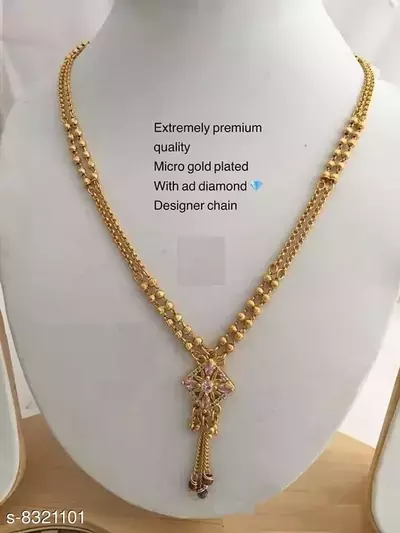 Extremely premium
quality
Micro gold plated
With ad diamond 💎
Designer chain
s-8321101